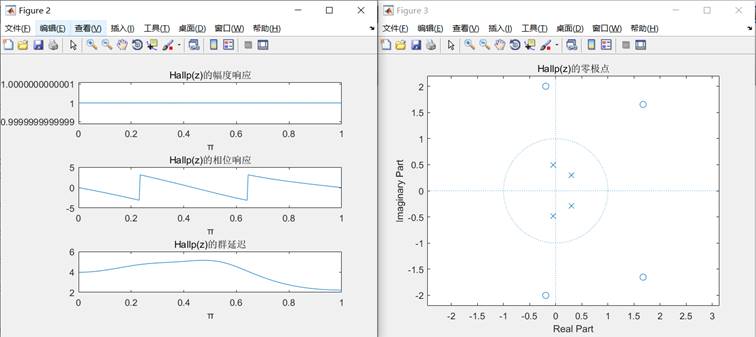 Figure 2
文件(F) 编辑(E) 查看(V) 插入(I) 工具(T) 桌面(D) 窗口(W) 帮助(H)
Hallp(z)的幅度响应
1.0000000000001
1
0.9999999999999
0 0.2 0.4 0.6 0.8 1
π
Hallp(z)的相位响应
5
0
-5
0 0.2 0.4 0.6 0.8 1
π
Hallp(z)的群延迟
6
4
2
0 0.2 0.4 0.6 0.8 1
π
Figure 3
文件(F) 编辑(E) 查看(V) 插入(I) 工具(T) 桌面(D) 窗口(W) 帮助(H)
Hallp(z)的零极点
2
1.5
1
0.5
0
-0.5
-1
-1.5
-2
Imaginary Part
-2 -1.5 -1 -0.5 0 0.5 1 1.5 2 2.5 3
Real Part